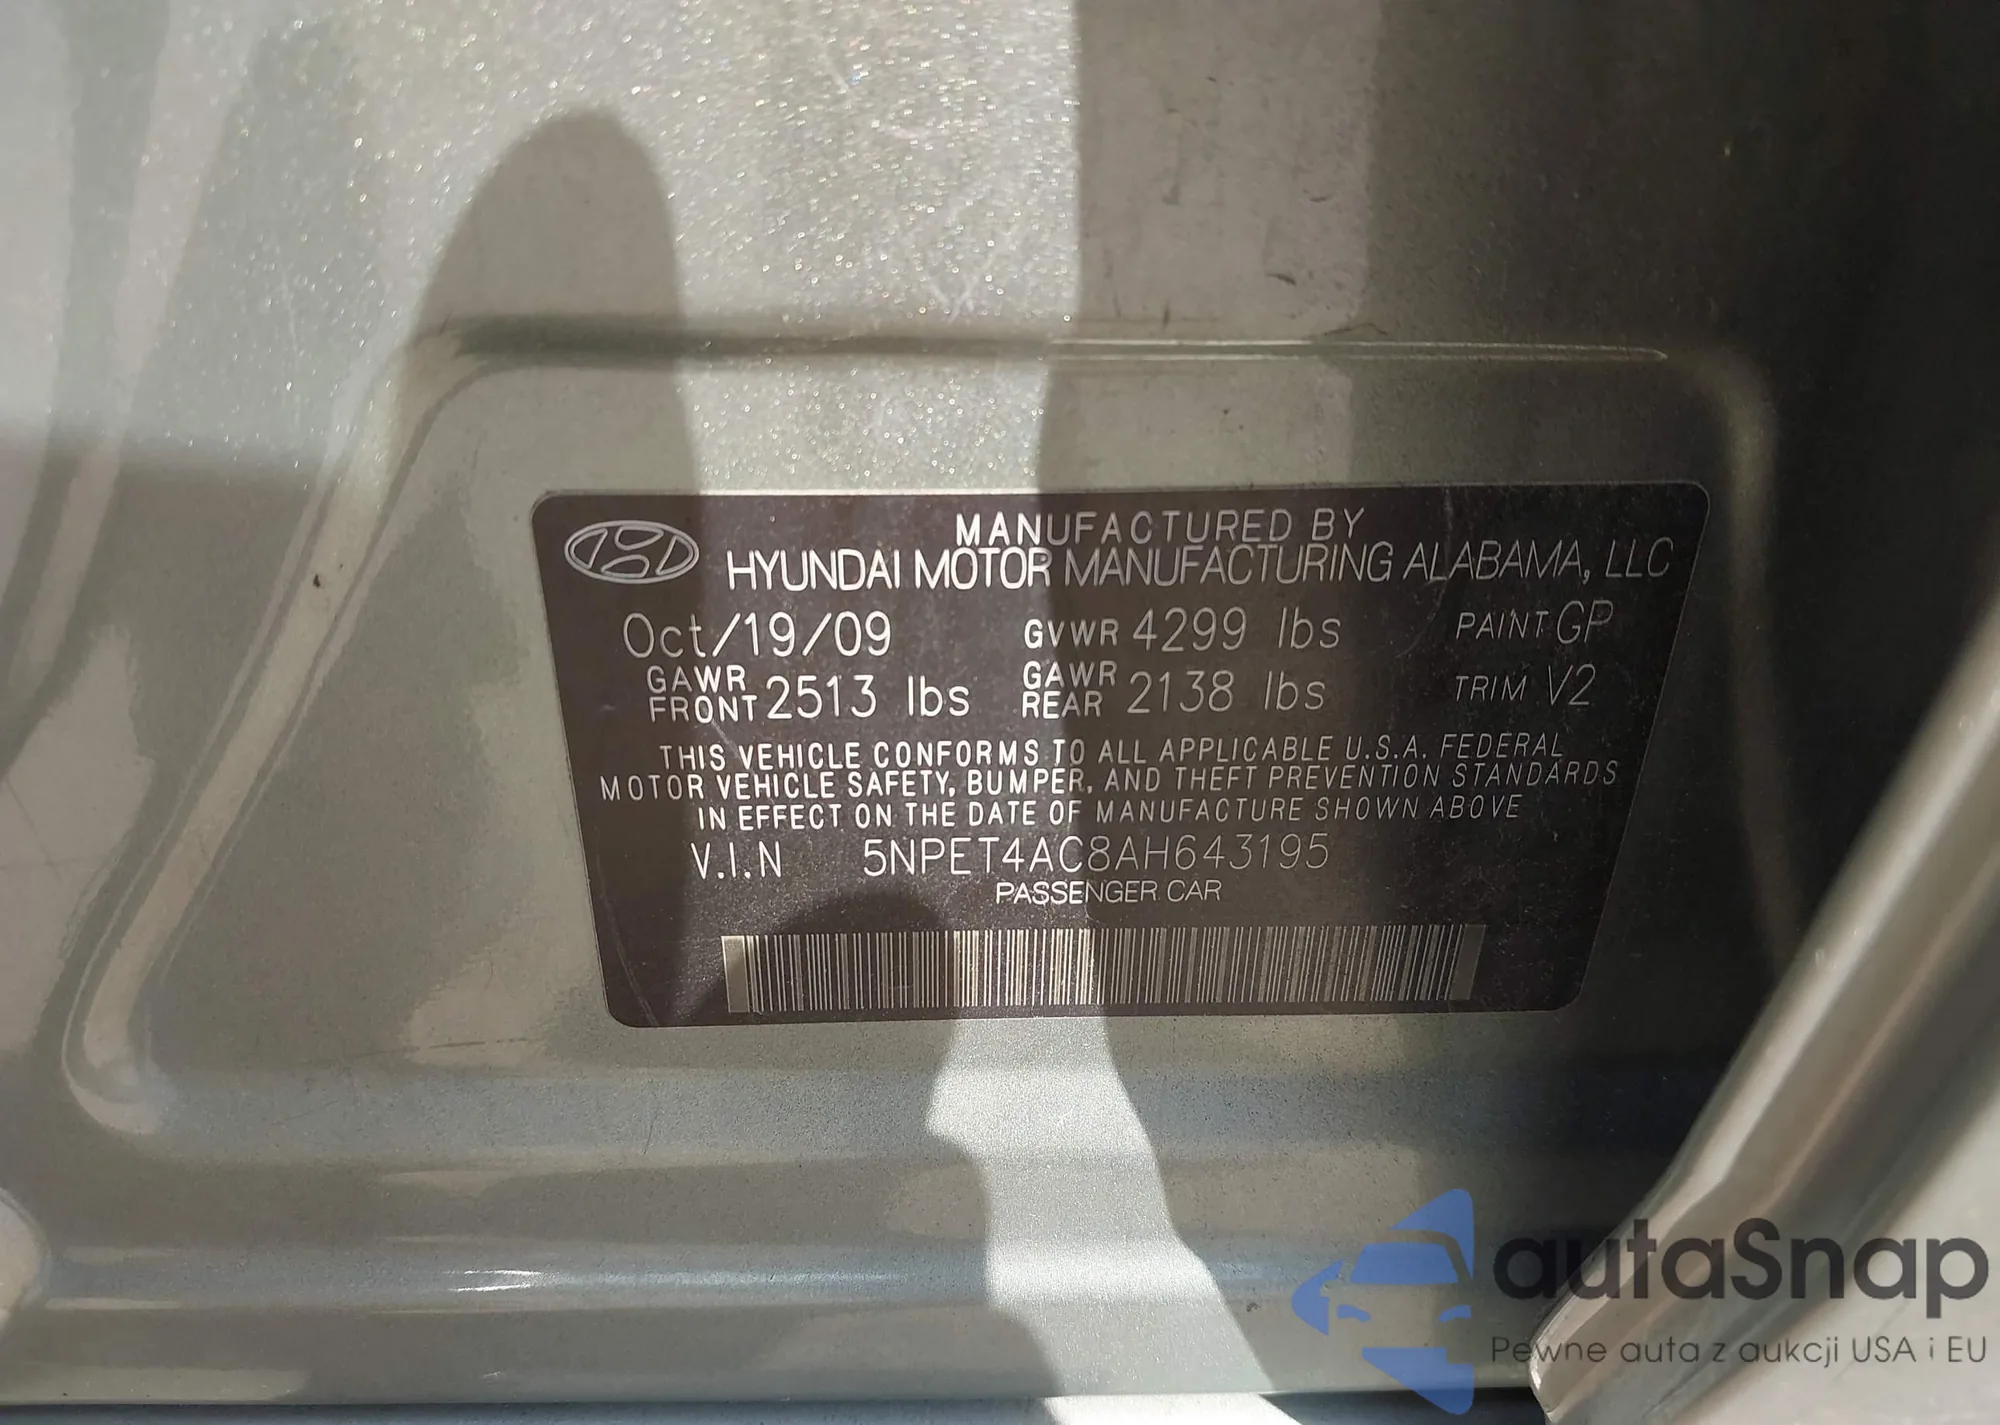 MANUFACTURED BY
HYUNDAI MOTOR MANUFACTURING ALABAMA, LLC
Oct/19/09 GVWR 4299 lbs PAINT GP
GAWR FRONT 2513 lbs GAWR REAR 2138 lbs TRIM V2
THIS VEHICLE CONFORMS TO ALL APPLICABLE U.S.A. FEDERAL
MOTOR VEHICLE SAFETY, BUMPER, AND THEFT PREVENTION STANDARDS
IN EFFECT ON THE DATE OF MANUFACTURE SHOWN ABOVE
V.I.N 5NPET4AC8AH643195
PASSENGER CAR
autaSnap
Pewne auta z aukcji USA i EU